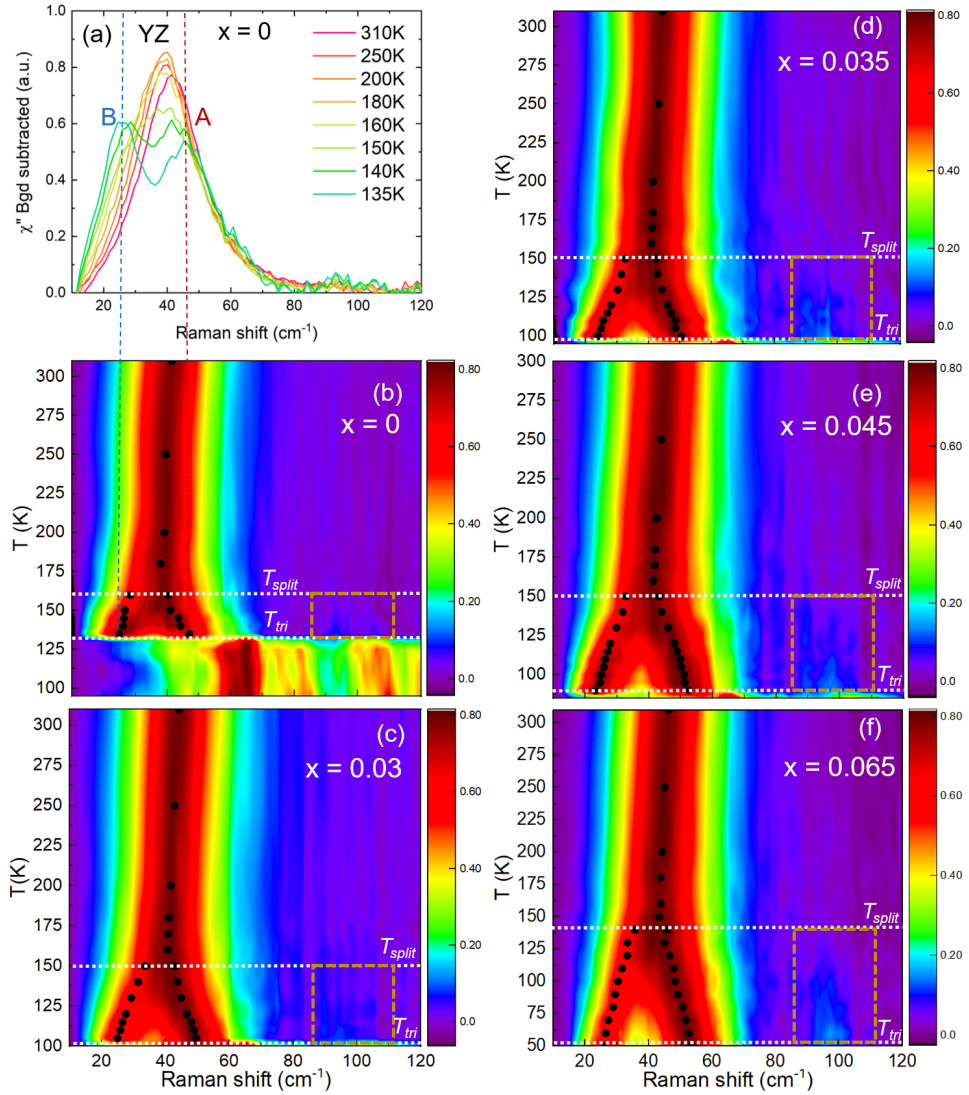 (a) YZ x = 0
χ" Bgd subtracted (a.u.)
1.0
0.8
0.6
0.4
0.2
0.0
B
A
310K
250K
200K
180K
160K
150K
140K
135K
20 40 60 80 100 120
Raman shift (cm⁻¹)
(b)
x = 0
T (K)
300
275
250
225
200
175
150
125
100
T_split
T_tri
0.80
0.60
0.40
0.20
0.0
(c)
x = 0.03
T(K)
300
275
250
225
200
175
150
125
100
T_split
T_tri
0.80
0.60
0.40
0.20
0.0
20 40 60 80 100 120
Raman shift (cm⁻¹)
(d)
x = 0.035
T (K)
300
275
250
225
200
175
150
125
100
T_split
T_tri
0.80
0.60
0.40
0.20
0.0
(e)
x = 0.045
T (K)
300
275
250
225
200
175
150
125
100
T_split
T_tri
0.80
0.60
0.40
0.20
0.0
(f)
x = 0.065
T (K)
300
275
250
225
200
175
150
125
100
75
50
T_split
T_tri
0.80
0.60
0.40
0.20
0.0
20 40 60 80 100 120
Raman shift (cm⁻¹)